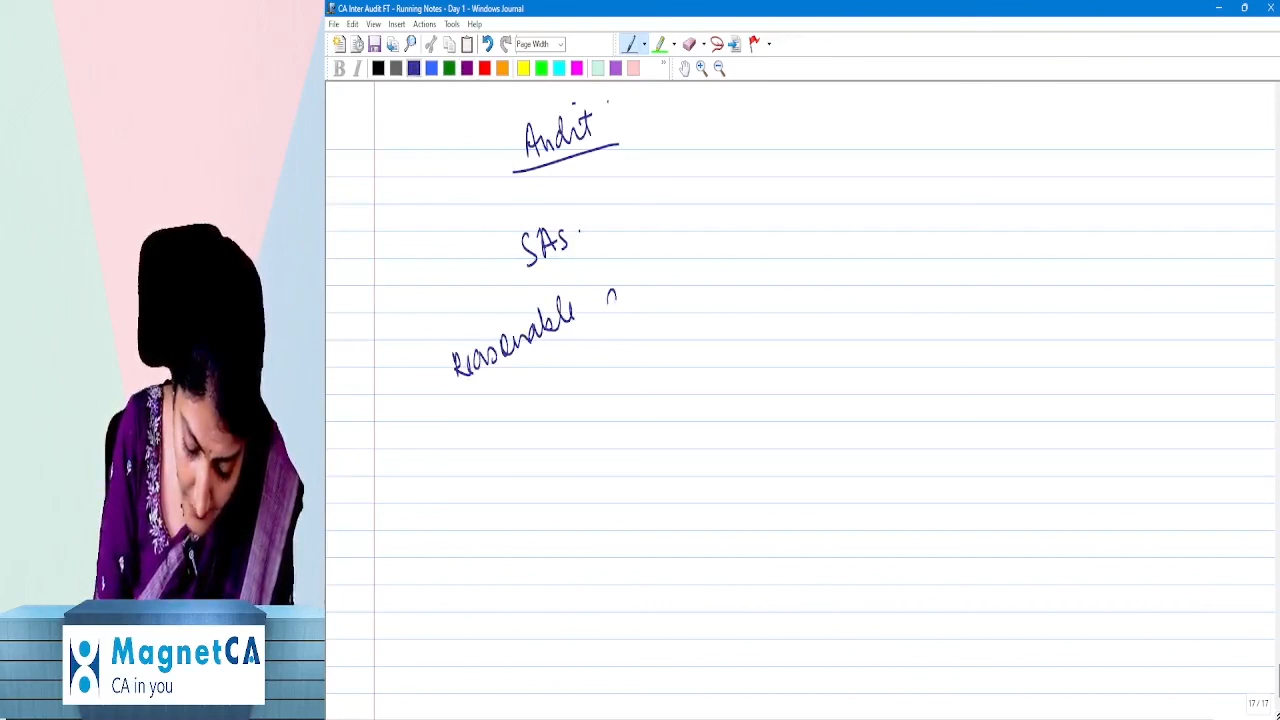 CA Inter Audit FT - Running Notes - Day 1 - Windows Journal
File Edit View Insert Actions Tools Help
Page Width
B I
Audit
SAs
Reasonable
MagnetCA
CA in you
17 / 17